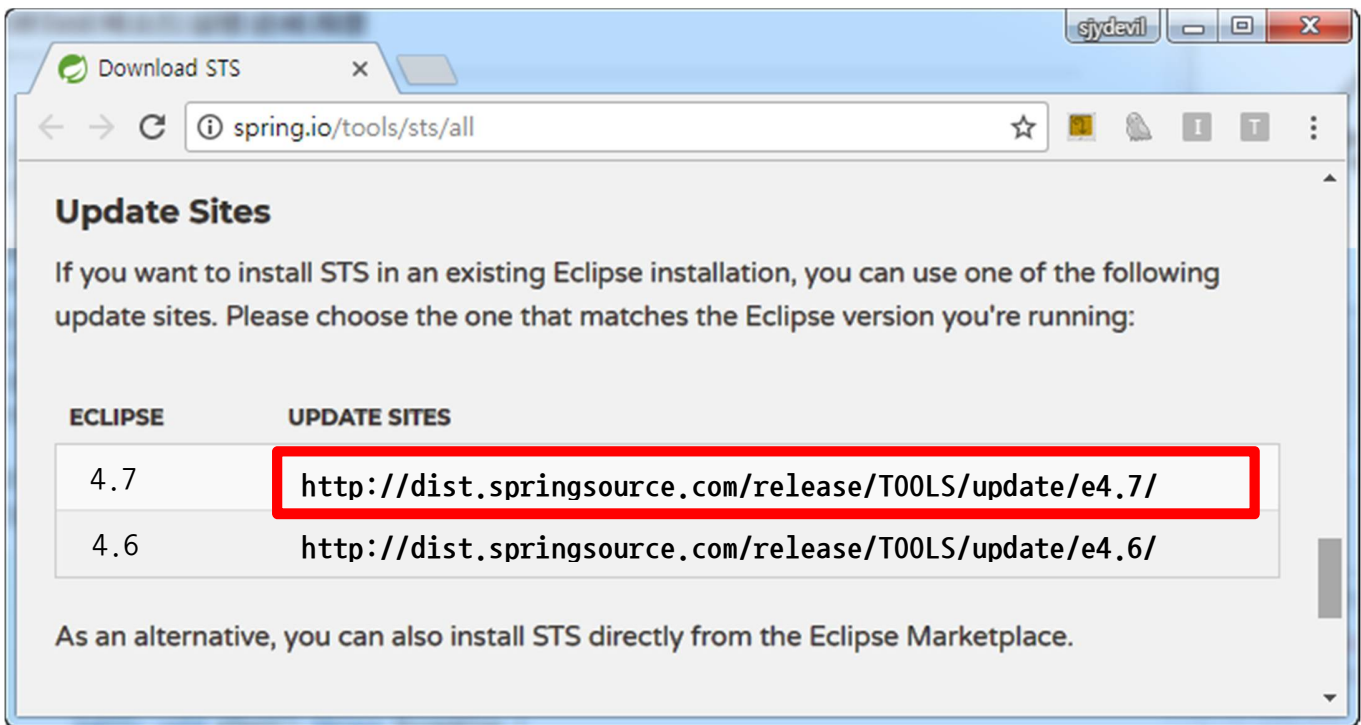 sjydevil
Download STS
spring.io/tools/sts/all
I T
Update Sites
If you want to install STS in an existing Eclipse installation, you can use one of the following
update sites. Please choose the one that matches the Eclipse version you're running:
ECLIPSE UPDATE SITES
4.7 http://dist.springsource.com/release/TOOLS/update/e4.7/
4.6 http://dist.springsource.com/release/TOOLS/update/e4.6/
As an alternative, you can also install STS directly from the Eclipse Marketplace.